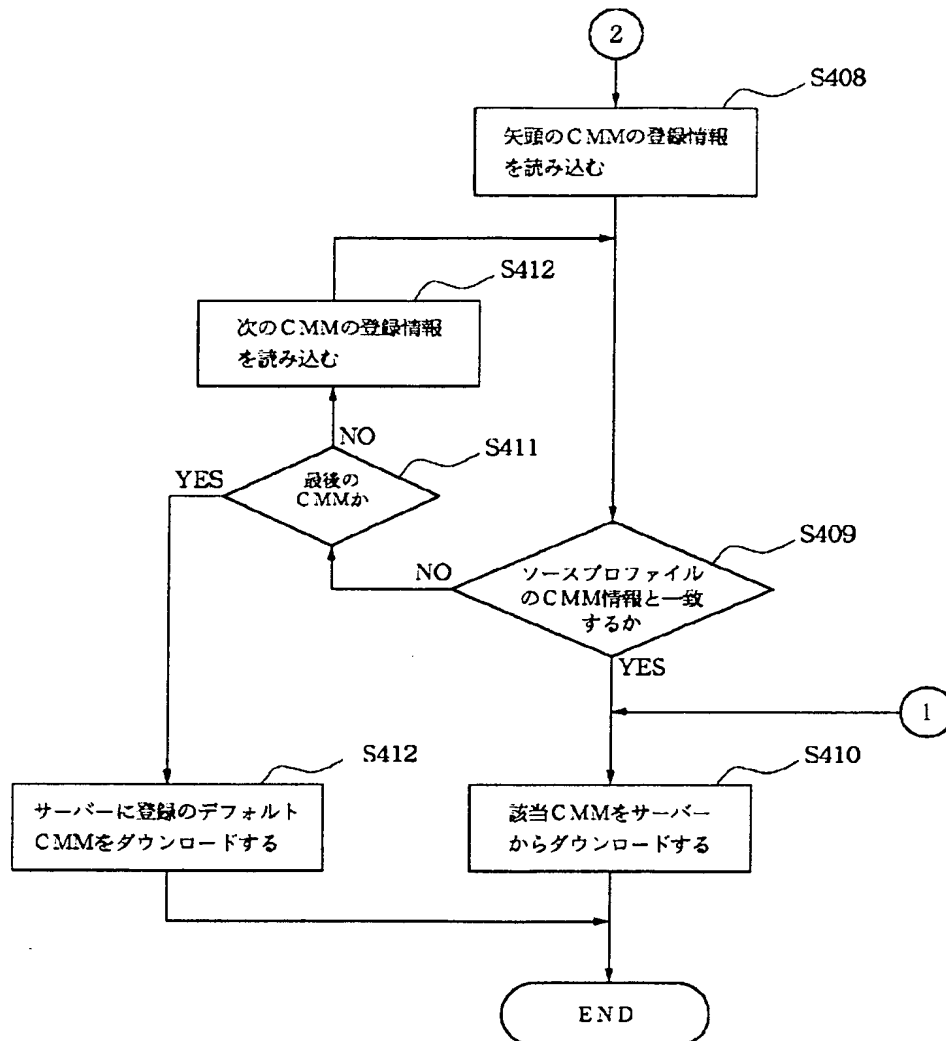 2
S408
矢頭のCMMの登録情報
を読み込む
S412
次のCMMの登録情報
を読み込む
NO
S411
YES
最後の
CMMか
S409
NO
ソースプロファイル
のCMM情報と一致
するか
YES
1
S412
S410
サーバーに登録のデフォルト
CMMをダウンロードする
該当CMMをサーバー
からダウンロードする
END